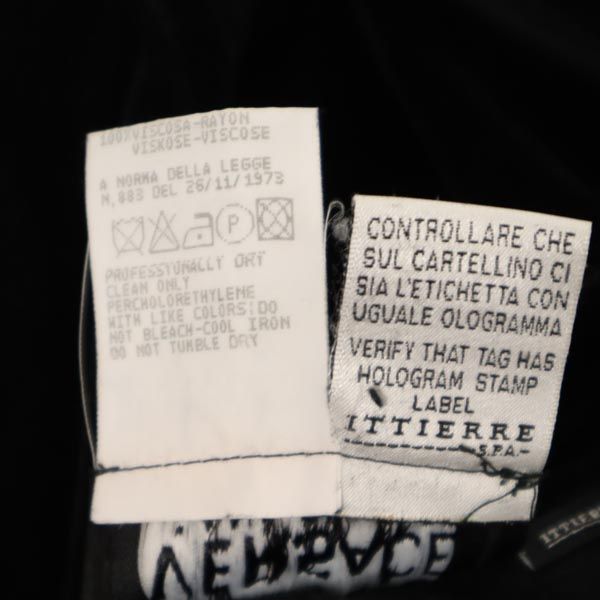 100%VISCOSA-RAYON
VISKOSE-VISCOSE
A NORMA DELLA LEGGE
N,883 DEL 26/11/1973
P
PROFESSYONALLY DRY
CLEAN ONLY
PERCHOLORETHYLENE
WITH LIKE COLORS:DO
NOT BLEACH-COOL IRON
DO NOT TUMBLE DRY
CONTROLLARE CHE
SUL CARTELLINO CI
SIA L'ETICHETTA CON
UGUALE OLOGRAMMA
VERIFY THAT TAG HAS
HOLOGRAM STAMP
LABEL
ITTIERRE
S.P.A.
VERSACE